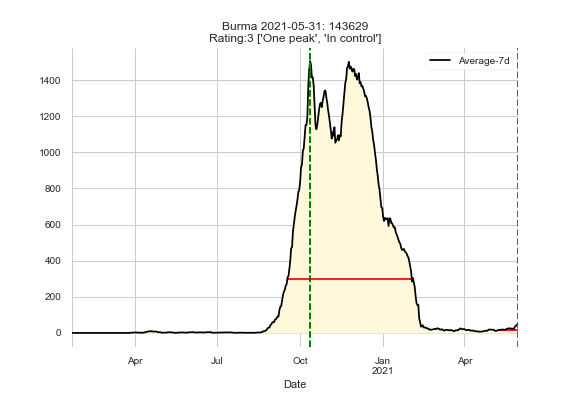 Burma 2021-05-31: 143629
Rating:3 ['One peak', 'In control']
Average-7d
1400
1200
1000
800
600
400
200
0
Apr
Jul
Oct
Jan
2021
Apr
Date